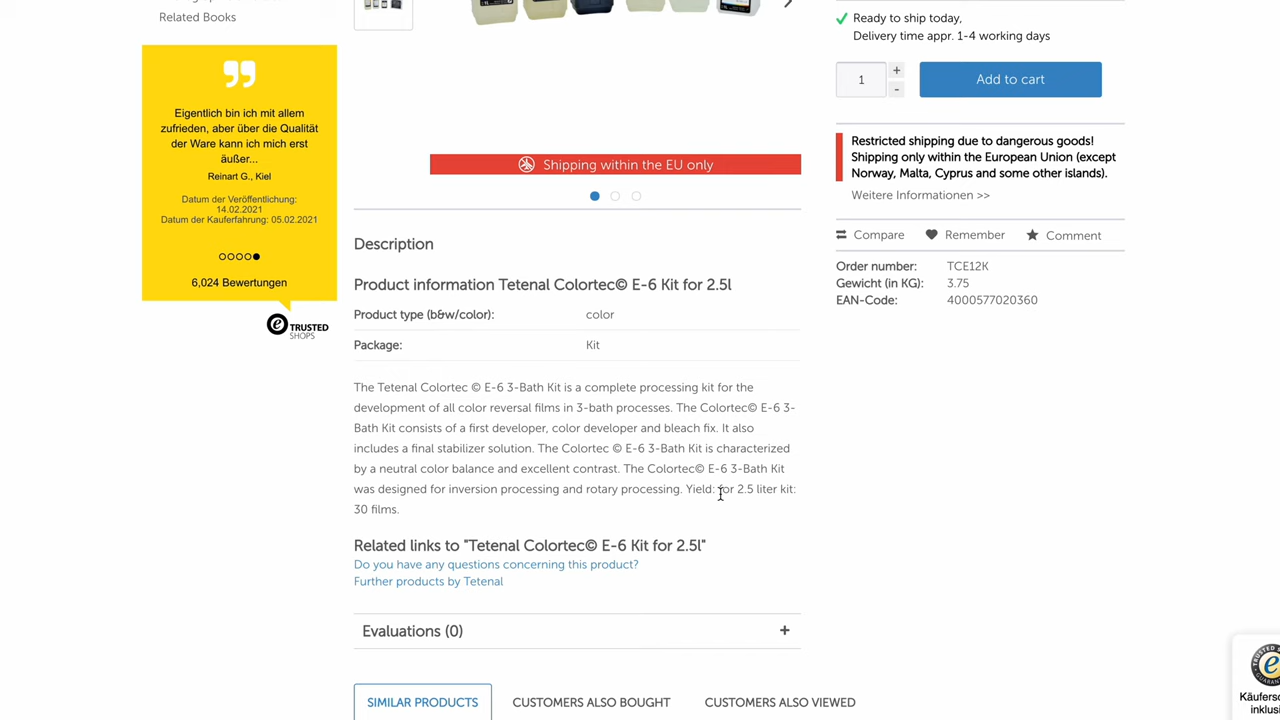 Related Books
Eigentlich bin ich mit allem
zufrieden, aber über die Qualität
der Ware kann ich mich erst
äußer...
Reinart G., Kiel
Datum der Veröffentlichung:
14.02.2021
Datum der Kauferfahrung: 05.02.2021
6,024 Bewertungen
e TRUSTED
SHOPS
Shipping within the EU only
Description
Product information Tetenal Colortec© E-6 Kit for 2.5l
Product type (b&w/color): color
Package: Kit
The Tetenal Colortec © E-6 3-Bath Kit is a complete processing kit for the
development of all color reversal films in 3-bath processes. The Colortec© E-6 3-
Bath Kit consists of a first developer, color developer and bleach fix. It also
includes a final stabilizer solution. The Colortec © E-6 3-Bath Kit is characterized
by a neutral color balance and excellent contrast. The Colortec© E-6 3-Bath Kit
was designed for inversion processing and rotary processing. Yield: for 2.5 liter kit:
30 films.
Related links to "Tetenal Colortec© E-6 Kit for 2.5l"
Do you have any questions concerning this product?
Further products by Tetenal
Evaluations (0) +
SIMILAR PRODUCTS CUSTOMERS ALSO BOUGHT CUSTOMERS ALSO VIEWED
Ready to ship today,
Delivery time appr. 1-4 working days
1 + - Add to cart
Restricted shipping due to dangerous goods!
Shipping only within the European Union (except
Norway, Malta, Cyprus and some other islands).
Weitere Informationen >>
Compare Remember Comment
Order number: TCE12K
Gewicht (in KG): 3.75
EAN-Code: 4000577020360